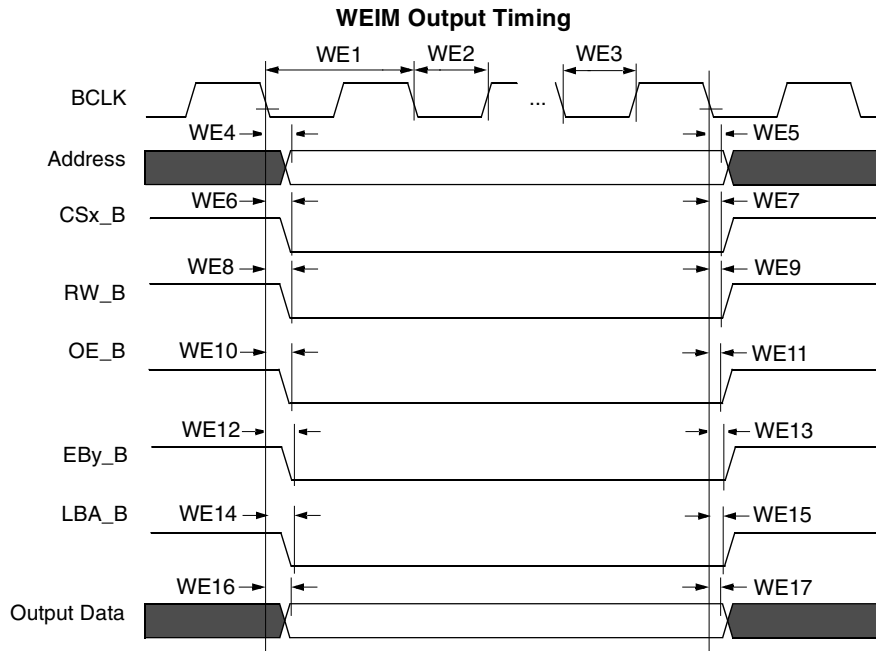 WEIM Output Timing
WE1 WE2 WE3
BCLK ...
WE4 WE5
Address
WE6 WE7
CSx_B
WE8 WE9
RW_B
WE10 WE11
OE_B
WE12 WE13
EBy_B
WE14 WE15
LBA_B
WE16 WE17
Output Data